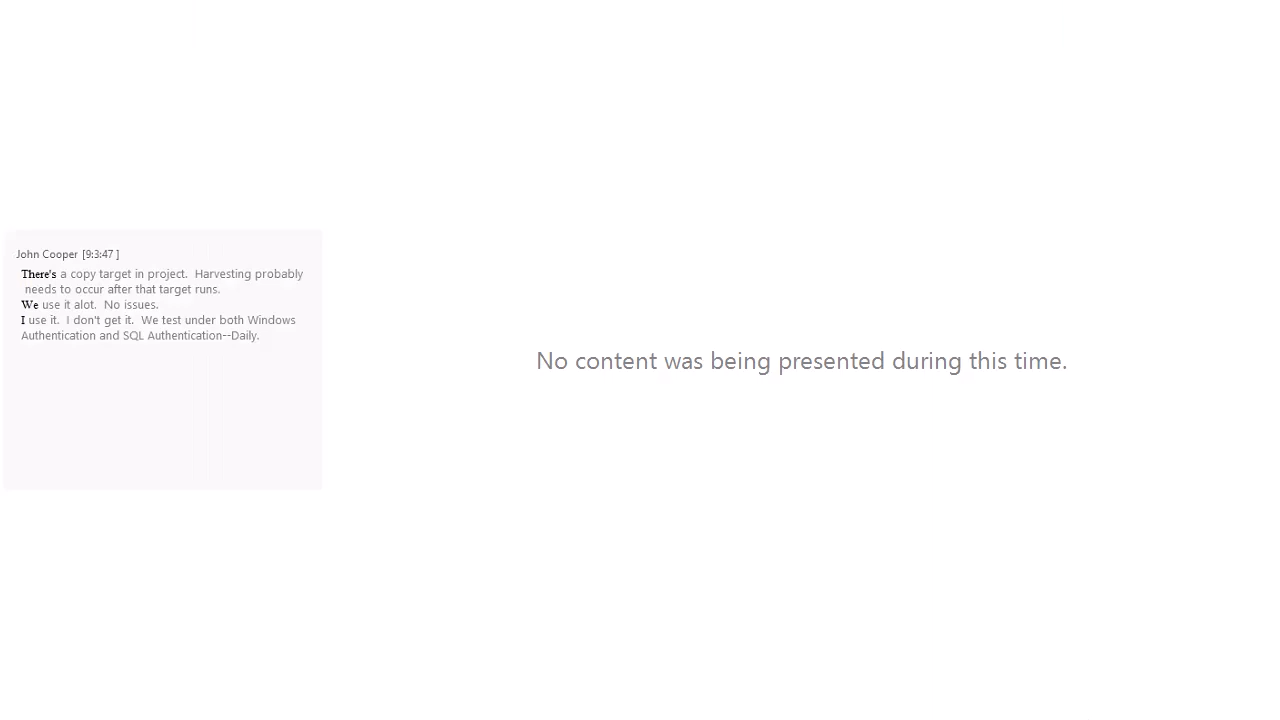 John Cooper [9:3:47 ]
There's a copy target in project.  Harvesting probably
needs to occur after that target runs.
We use it alot.  No issues.
I use it.  I don't get it.  We test under both Windows
Authentication and SQL Authentication--Daily.
No content was being presented during this time.